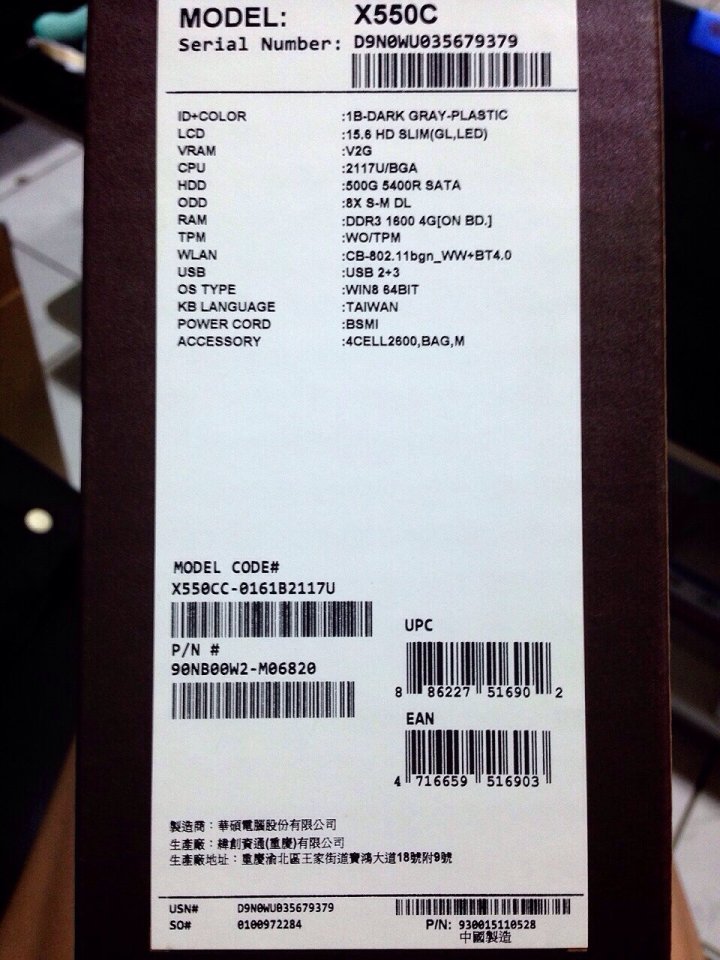 MODEL: X550C
Serial Number: D9N0WU035679379
ID+COLOR :1B-DARK GRAY-PLASTIC
LCD :15.6 HD SLIM(GL,LED)
VRAM :V2G
CPU :2117U/BGA
HDD :500G 5400R SATA
ODD :8X S-M DL
RAM :DDR3 1600 4G[ON BD.]
TPM :WO/TPM
WLAN :CB-802.11bgn_WW+BT4.0
USB :USB 2+3
OS TYPE :WIN8 64BIT
KB LANGUAGE :TAIWAN
POWER CORD :BSMI
ACCESSORY :4CELL2600,BAG,M
MODEL CODE#
X550CC-0161B2117U
P/N #
90NB00W2-M06820
UPC
8 86227 51690 2
EAN
4 716659 516903
製造商：華碩電腦股份有限公司
生產廠：緯創資通(重慶)有限公司
生產廠地址：重慶渝北區王家街道寶鴻大道18號附9號
USN# D9N0WU035679379
SO# 0100972284
P/N: 930015110528
中國製造